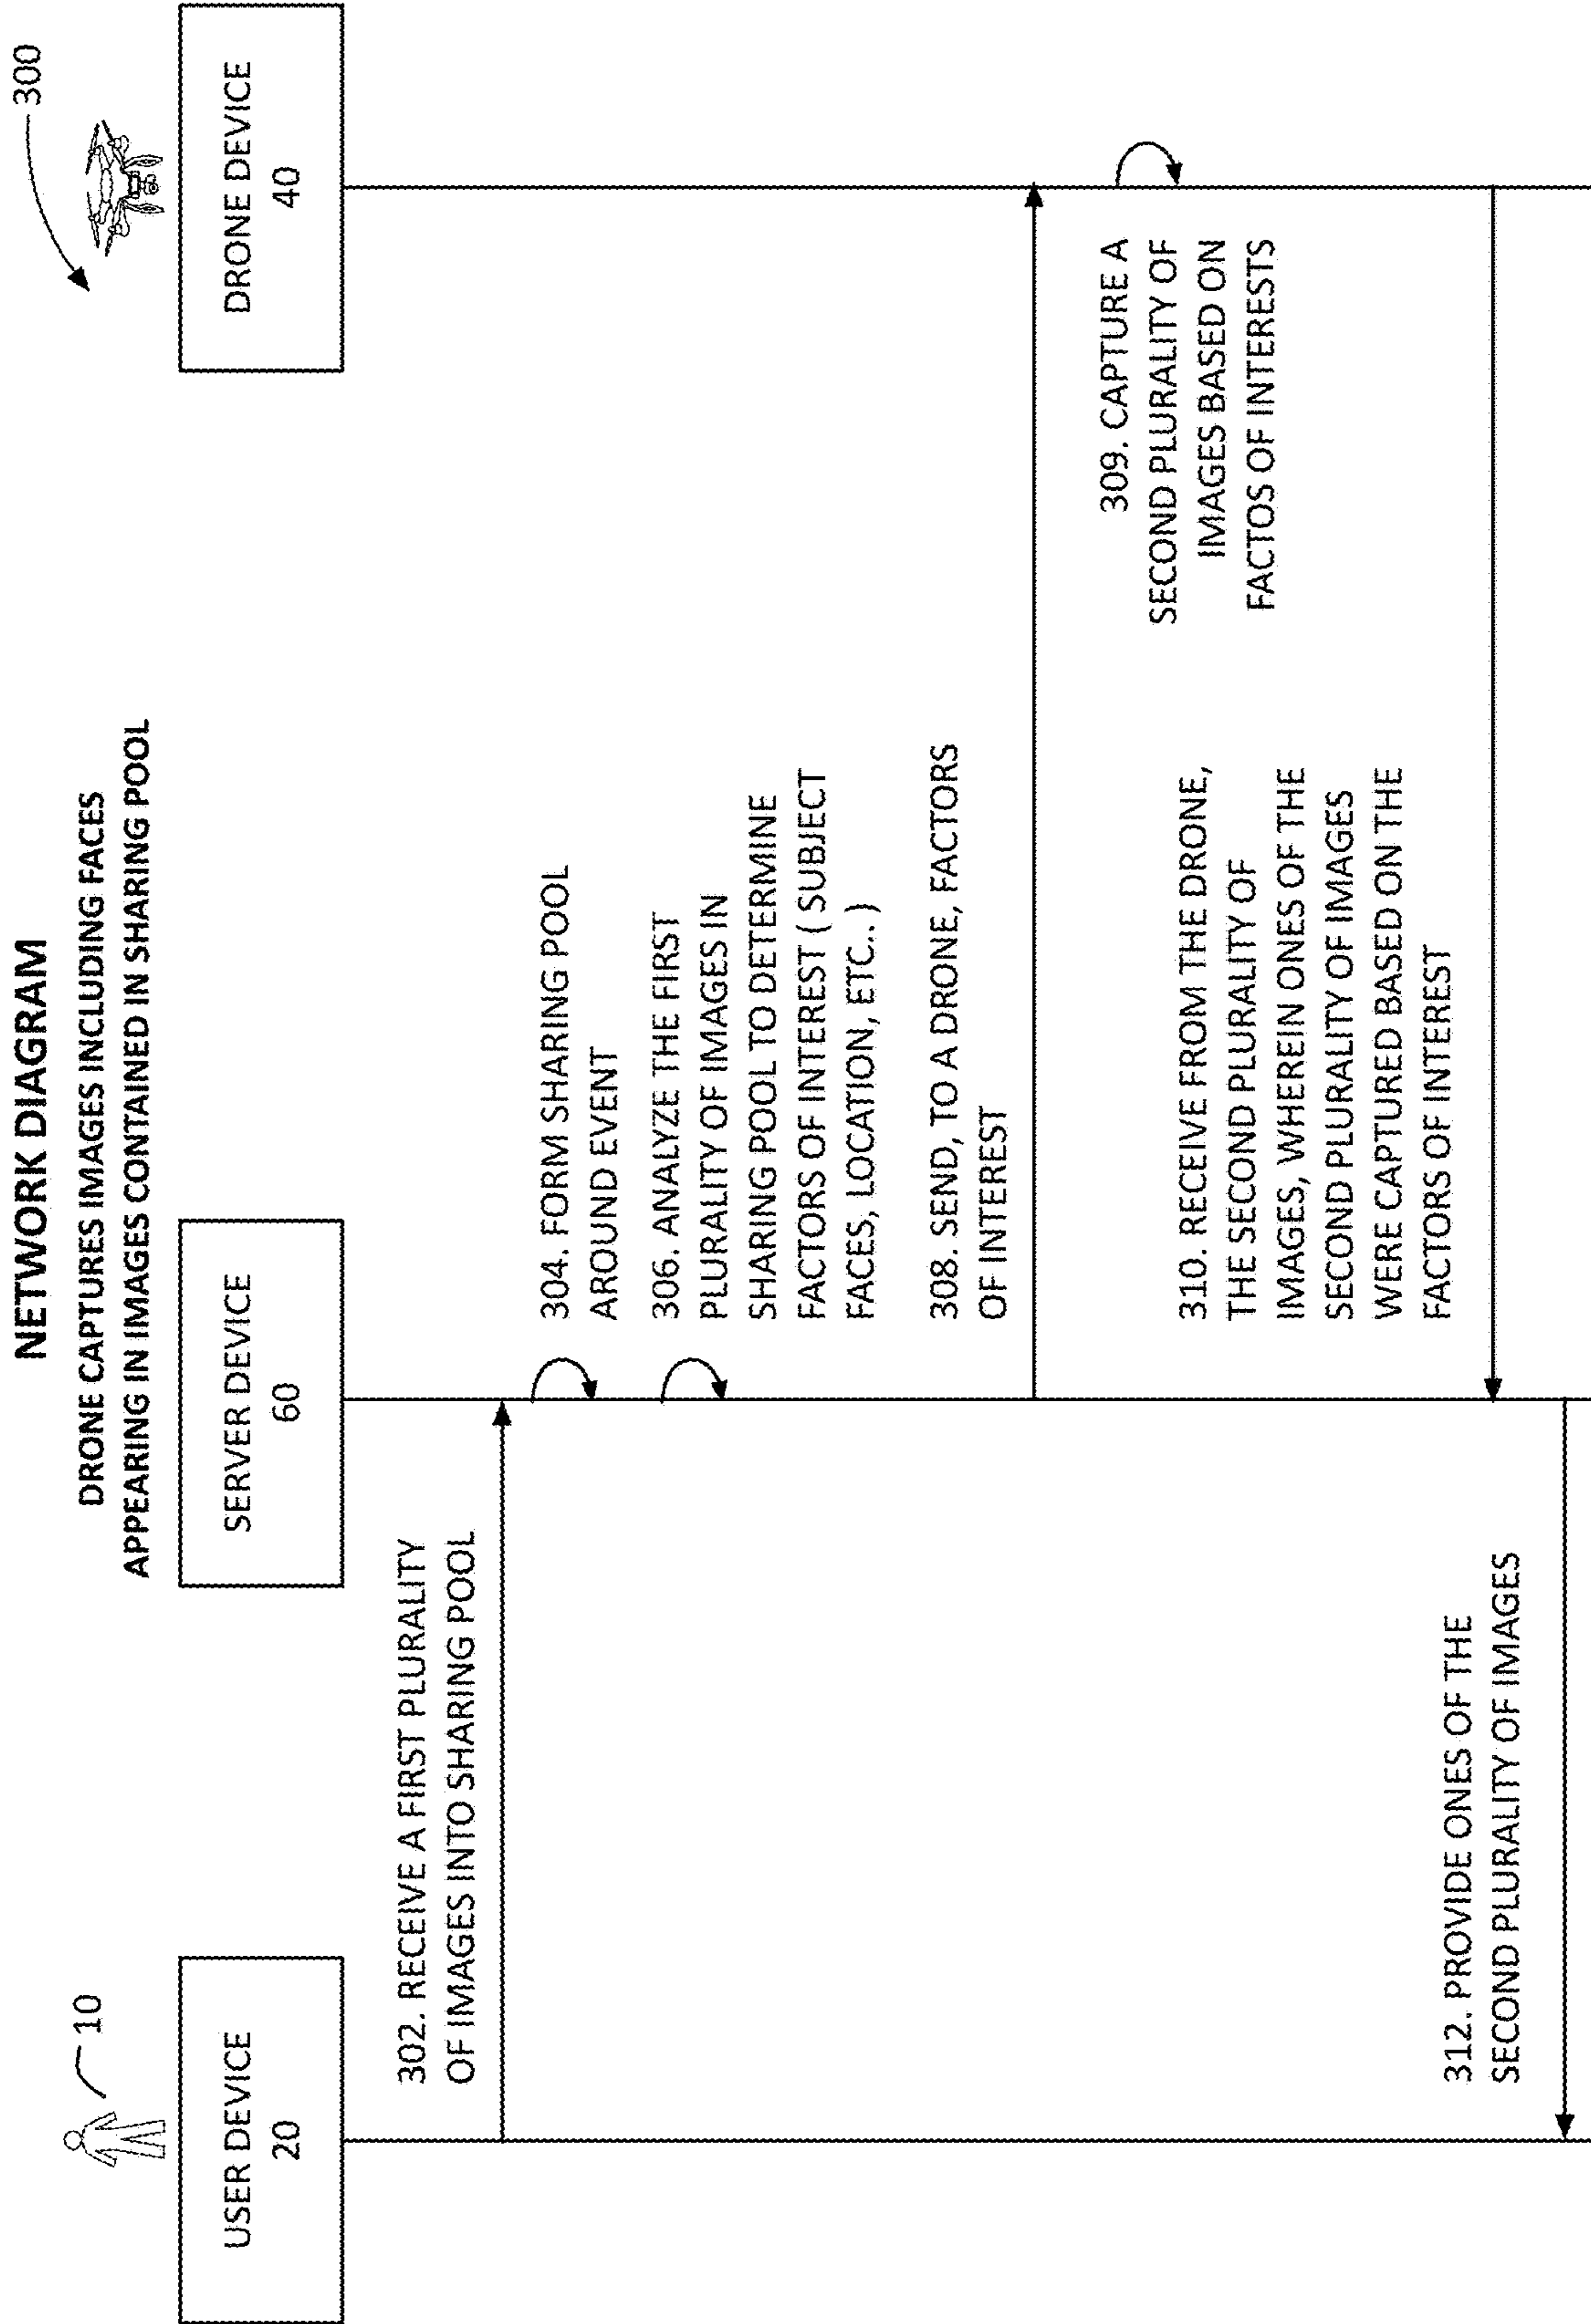 NETWORK DIAGRAM
DRONE CAPTURES IMAGES INCLUDING FACES
APPEARING IN IMAGES CONTAINED IN SHARING POOL
10
300
USER DEVICE
20
SERVER DEVICE
60
DRONE DEVICE
40
302. RECEIVE A FIRST PLURALITY
OF IMAGES INTO SHARING POOL
304. FORM SHARING POOL
AROUND EVENT
306. ANALYZE THE FIRST
PLURALITY OF IMAGES IN
SHARING POOL TO DETERMINE
FACTORS OF INTEREST ( SUBJECT
FACES, LOCATION, ETC.. )
308. SEND, TO A DRONE, FACTORS
OF INTEREST
309. CAPTURE A
SECOND PLURALITY OF
IMAGES BASED ON
FACTOS OF INTERESTS
310. RECEIVE FROM THE DRONE,
THE SECOND PLURALITY OF
IMAGES, WHEREIN ONES OF THE
SECOND PLURALITY OF IMAGES
WERE CAPTURED BASED ON THE
FACTORS OF INTEREST
312. PROVIDE ONES OF THE
SECOND PLURALITY OF IMAGES